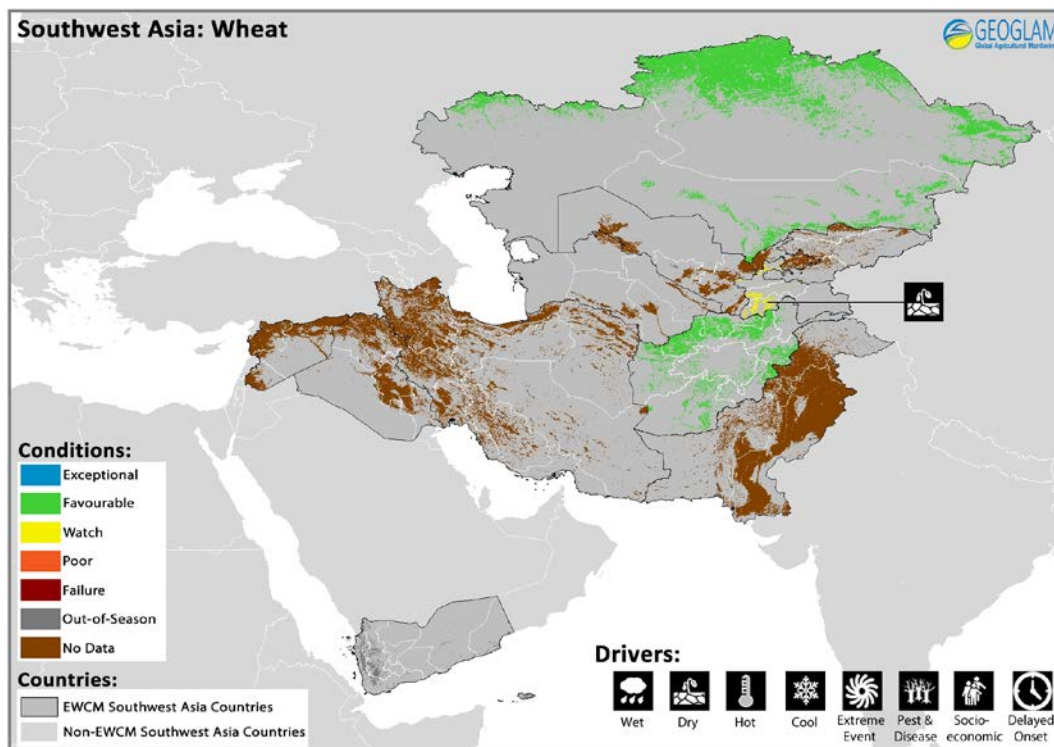 Southwest Asia: Wheat
GEOGLAM
Global Agricultural Monitoring
Conditions:
Exceptional
Favourable
Watch
Poor
Failure
Out-of-Season
No Data
Countries:
EWCM Southwest Asia Countries
Non-EWCM Southwest Asia Countries
Drivers:
Wet
Dry
Hot
Cool
Extreme
Event
Pest &
Disease
Socio-
economic
Delayed
Onset